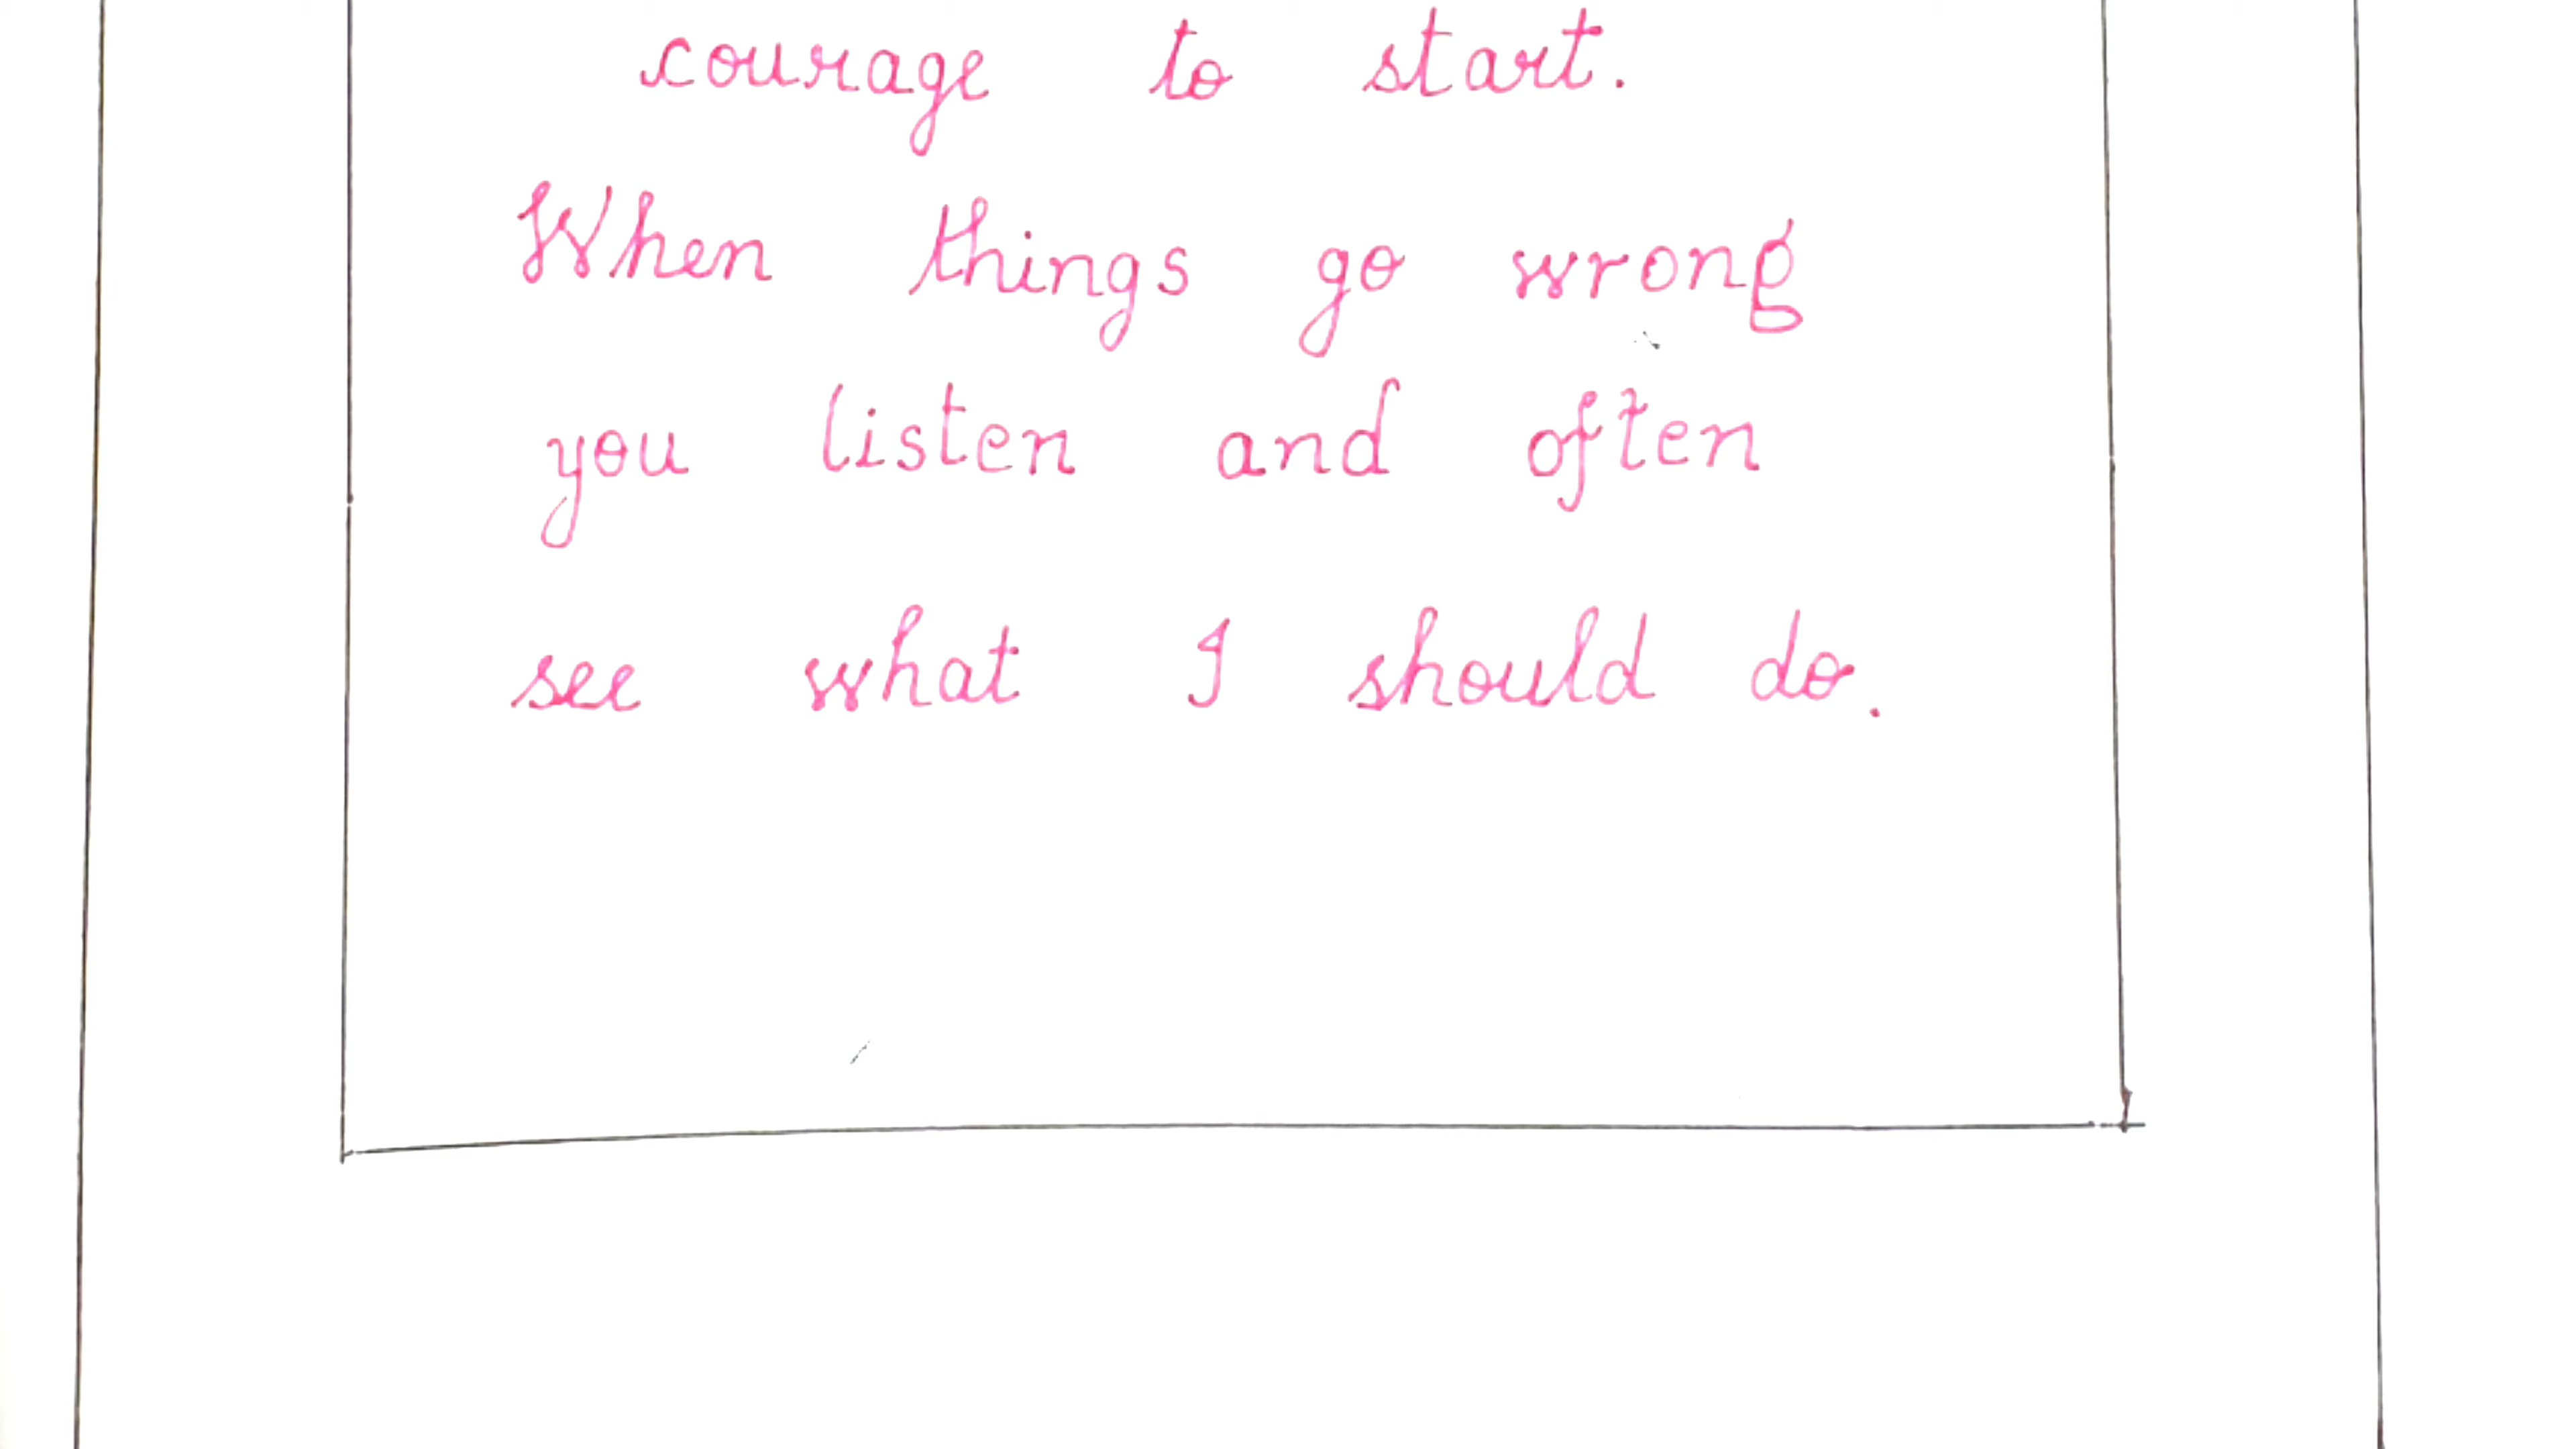 courage to start.
When things go wrong
you listen and often
see what I should do.